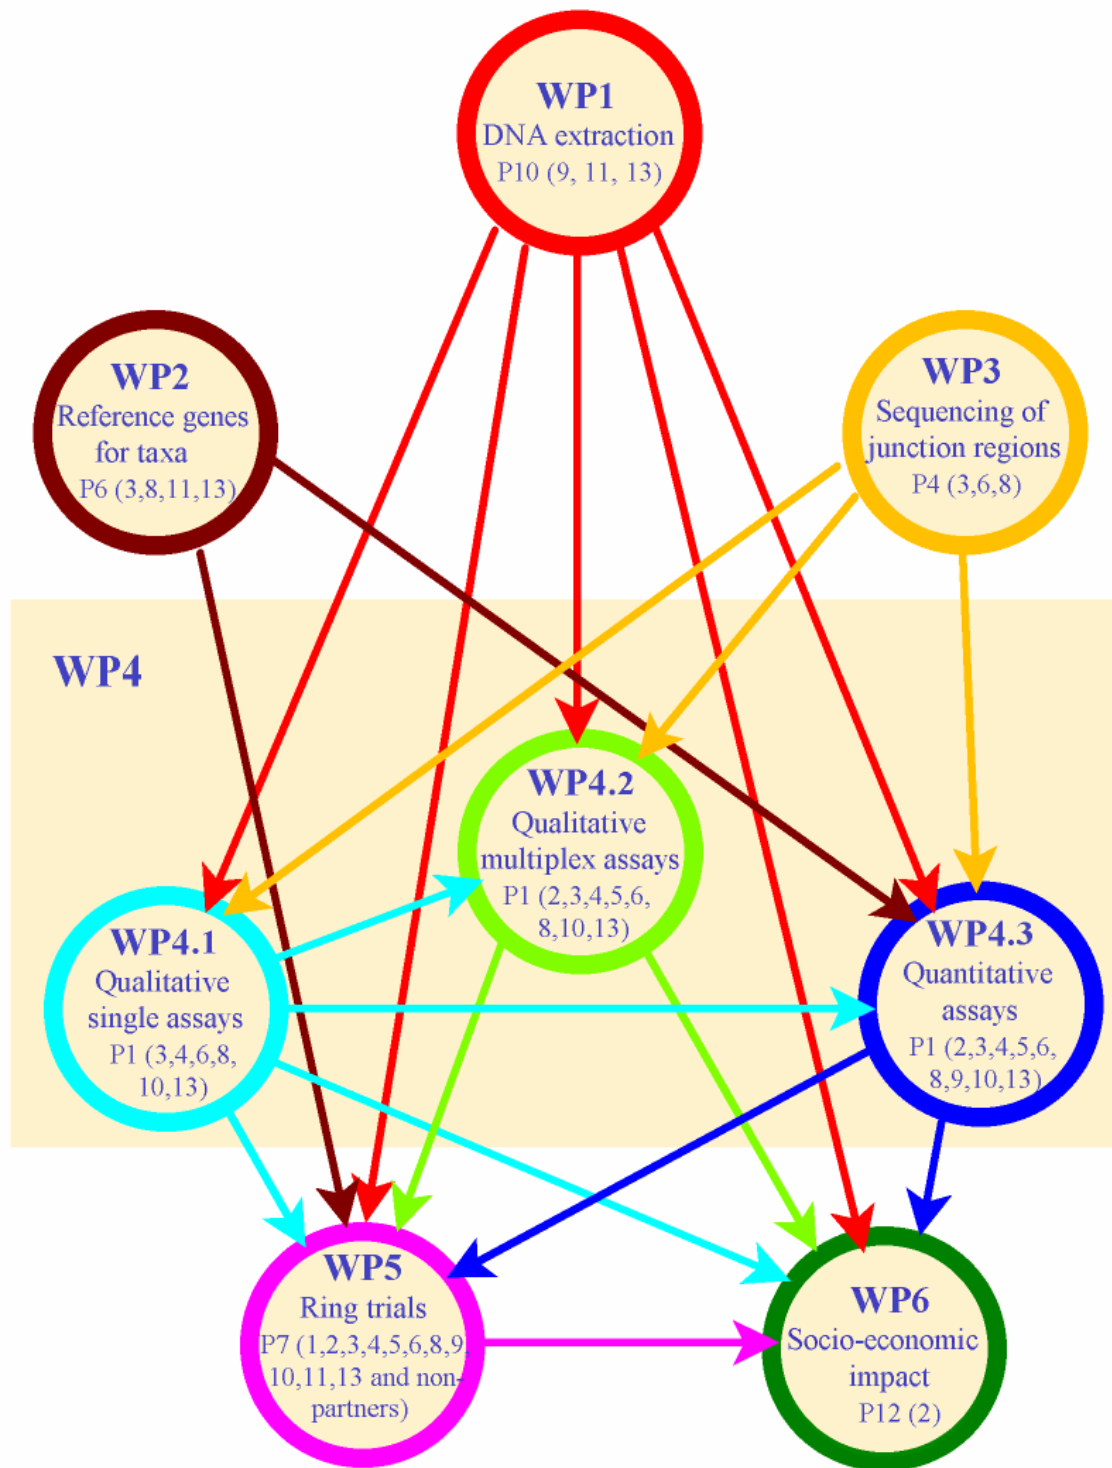 WP1
DNA extraction
P10 (9, 11, 13)
WP2
Reference genes
for taxa
P6 (3,8,11,13)
WP3
Sequencing of
junction regions
P4 (3,6,8)
WP4
WP4.2
Qualitative
multiplex assays
P1 (2,3,4,5,6,
8,10,13)
WP4.1
Qualitative
single assays
P1 (3,4,6,8,
10,13)
WP4.3
Quantitative
assays
P1 (2,3,4,5,6,
8,9,10,13)
WP5
Ring trials
P7 (1,2,3,4,5,6,8,9,
10,11,13 and non-
partners)
WP6
Socio-economic
impact
P12 (2)